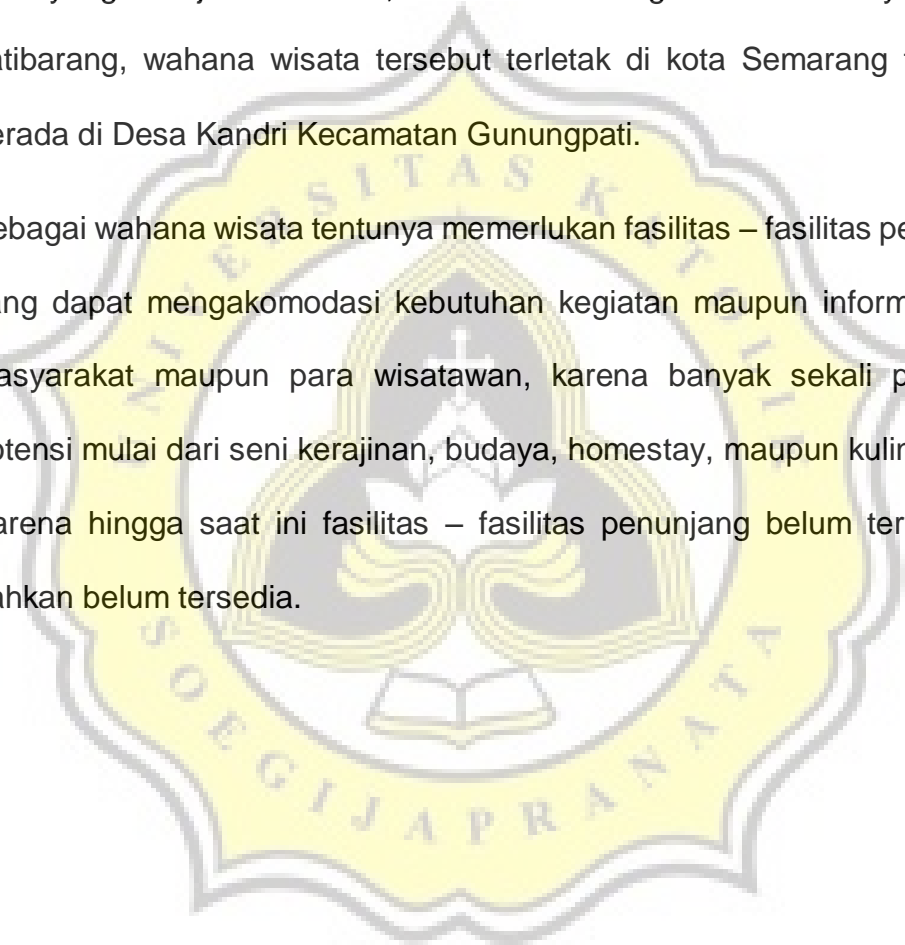 atibarang, wahana wisata tersebut terletak di kota Semarang
erada di Desa Kandri Kecamatan Gunungpati.
ebagai wahana wisata tentunya memerlukan fasilitas – fasilitas pe
ang dapat mengakomodasi kebutuhan kegiatan maupun inform
asyarakat maupun para wisatawan, karena banyak sekali p
otensi mulai dari seni kerajinan, budaya, homestay, maupun kulin
arena hingga saat ini fasilitas – fasilitas penunjang belum ter
ahkan belum tersedia.
UNIVERSITAS KATOLIK
SOEGIJAPRANATA